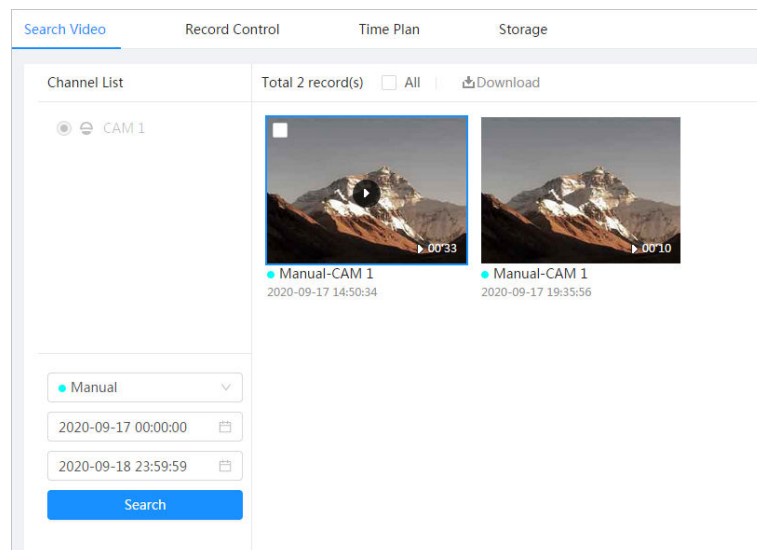 Search Video Record Control Time Plan Storage
Channel List
Total 2 record(s) All Download
CAM 1
00'33
00'10
Manual-CAM 1
2020-09-17 14:50:34
Manual-CAM 1
2020-09-17 19:35:56
Manual
2020-09-17 00:00:00
2020-09-18 23:59:59
Search